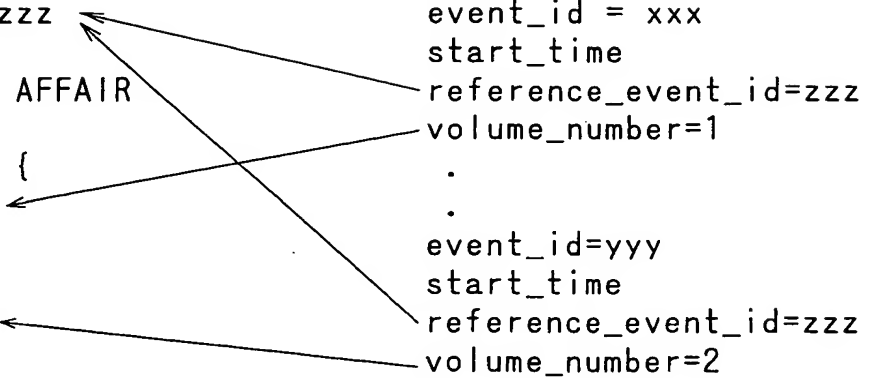 zzz
AFFAIR
{
event_id = xxx
start_time
reference_event_id=zzz
volume_number=1
.
.
event_id=yyy
start_time
reference_event_id=zzz
volume_number=2